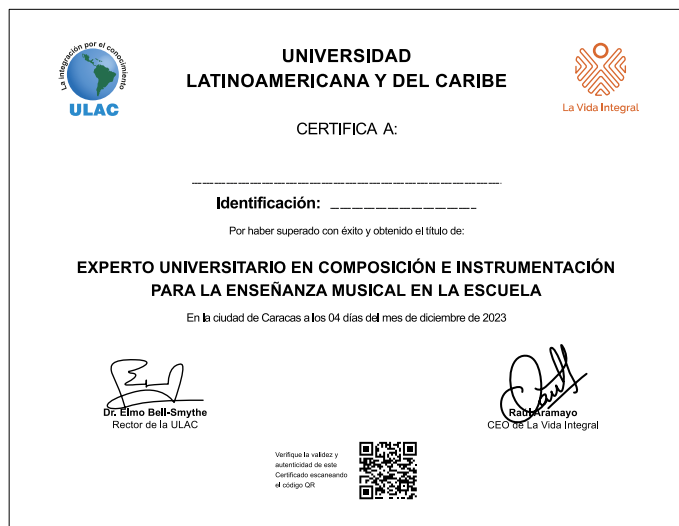 La integración por el conocimiento
ULAC
UNIVERSIDAD
LATINOAMERICANA Y DEL CARIBE
La Vida Integral
CERTIFICA A:
Identificación:
Por haber superado con éxito y obtenido el título de:
EXPERTO UNIVERSITARIO EN COMPOSICIÓN E INSTRUMENTACIÓN
PARA LA ENSEÑANZA MUSICAL EN LA ESCUELA
En la ciudad de Caracas a los 04 días del mes de diciembre de 2023
Dr. Elmo Bell-Smythe
Rector de la ULAC
Raúl Aramayo
CEO de La Vida Integral
Verifique la validez y
autenticidad de este
Certificado escaneando
el código QR